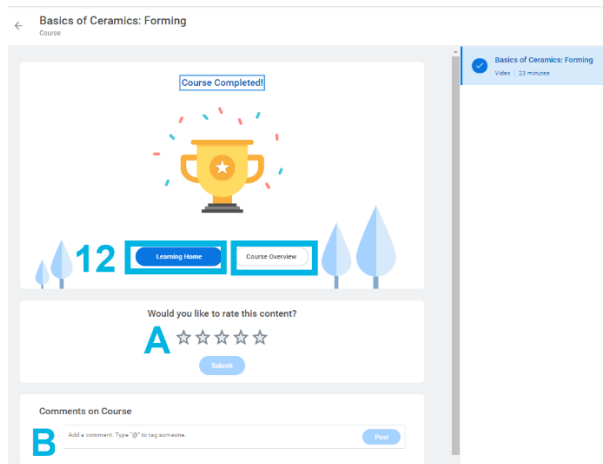 Basics of Ceramics: Forming
Course
Course Completed!
12
Learning Home
Course Overview
Would you like to rate this content?
A
Submit
Comments on Course
B
Add a comment. Type "@" to tag someone.
Post
Basics of Ceramics: Forming
Video | 23 minutes